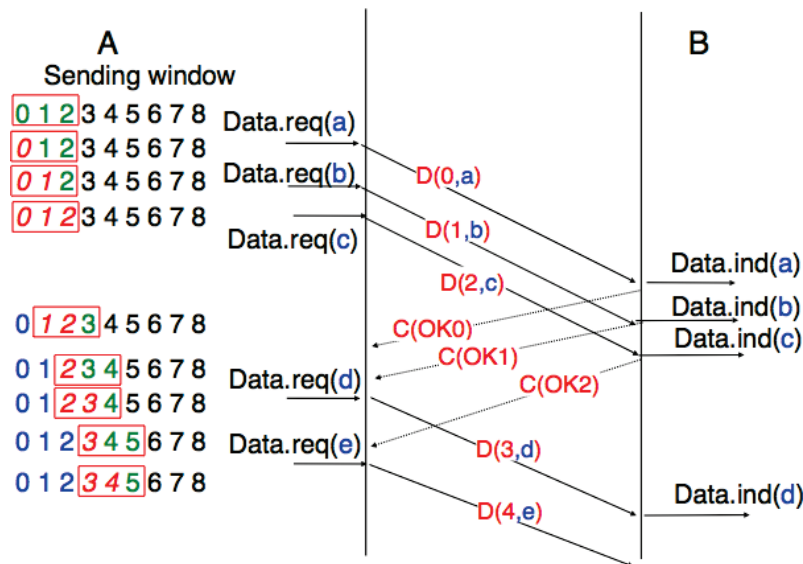 A
B
Sending window
0 1 2 3 4 5 6 7 8
Data.req(a)
0 1 2 3 4 5 6 7 8
Data.req(b)
D(0,a)
0 1 2 3 4 5 6 7 8
0 1 2 3 4 5 6 7 8
Data.req(c)
D(1,b)
D(2,c)
Data.ind(a)
Data.ind(b)
0 1 2 3 4 5 6 7 8
C(OK0)
Data.ind(c)
C(OK1)
0 1 2 3 4 5 6 7 8
Data.req(d)
C(OK2)
0 1 2 3 4 5 6 7 8
0 1 2 3 4 5 6 7 8
Data.req(e)
D(3,d)
0 1 2 3 4 5 6 7 8
Data.ind(d)
D(4,e)